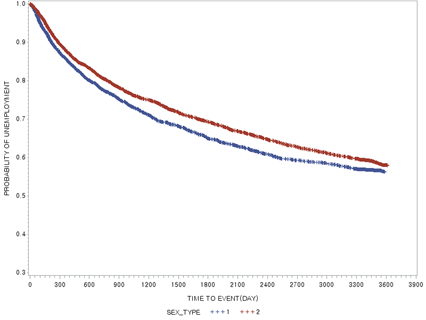 1.0
0.9
0.8
0.7
0.6
0.5
0.4
0.3
PROBABILITY OF UNEMPLOYMENT
0 300 600 900 1200 1500 1800 2100 2400 2700 3000 3300 3600 3900
TIME TO EVENT(DAY)
SEX_TYPE +++ 1 +++ 2